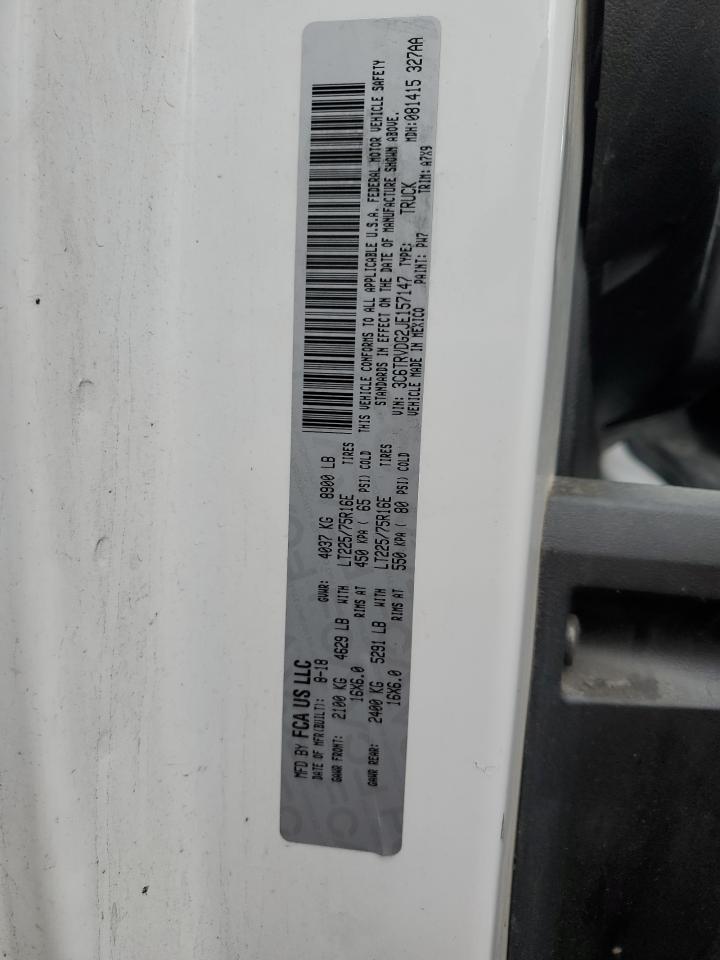 MFD BY FCA US LLC
DATE OF MFR(BUILT): 8-18 GVWR: 4037 KG 8900 LB
GAWR FRONT: 2100 KG 4629 LB WITH LT225/75R16E TIRES
16X6.0 RIMS AT 450 KPA ( 65 PSI) COLD
GAWR REAR: 2400 KG 5291 LB WITH LT225/75R16E TIRES
16X6.0 RIMS AT 550 KPA ( 80 PSI) COLD
THIS VEHICLE CONFORMS TO ALL APPLICABLE U.S.A. FEDERAL MOTOR VEHICLE SAFETY
STANDARDS IN EFFECT ON THE DATE OF MANUFACTURE SHOWN ABOVE.
VIN: 3C6TRVDG2JE157147 TYPE: TRUCK MDH:081415 327AA
VEHICLE MADE IN MEXICO PAINT: PW7 TRIM: A7X9